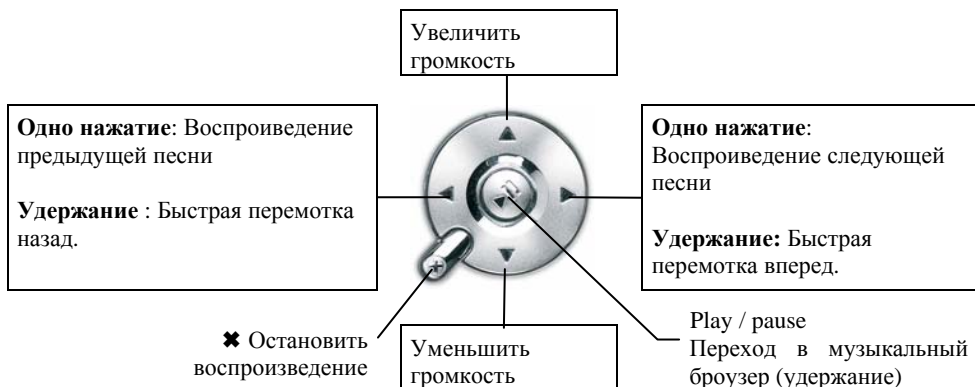 Увеличить
громкость
Одно нажатие: Воспроиведение
предыдущей песни
Удержание : Быстрая перемотка
назад.
Одно нажатие:
Воспроиведение следующей
песни
Удержание: Быстрая
перемотка вперед.
✖ Остановить
воспроизведение
Уменьшить
громкость
Play / pause
Переход в музыкальный
броузер (удержание)